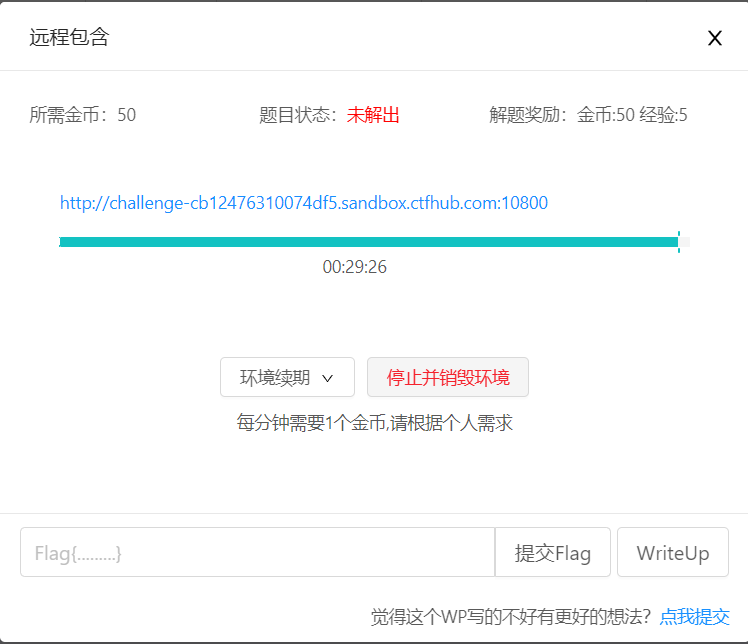 远程包含 X
所需金币：50 题目状态：未解出 解题奖励：金币:50 经验:5
http://challenge-cb12476310074df5.sandbox.ctfhub.com:10800
00:29:26
环境续期 停止并销毁环境
每分钟需要1个金币,请根据个人需求
Flag{.........} 提交Flag WriteUp
觉得这个WP写的不好有更好的想法？点我提交